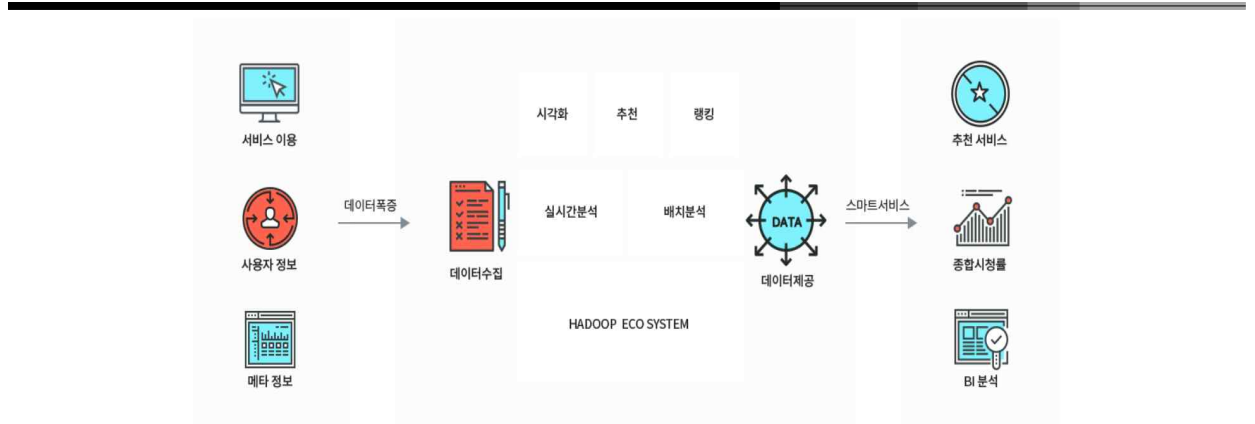 서비스 이용
사용자 정보
메타 정보
데이터폭증
데이터수집
시각화
추천
랭킹
실시간분석
배치분석
HADOOP ECO SYSTEM
DATA
데이터제공
스마트서비스
추천 서비스
종합시청률
BI 분석